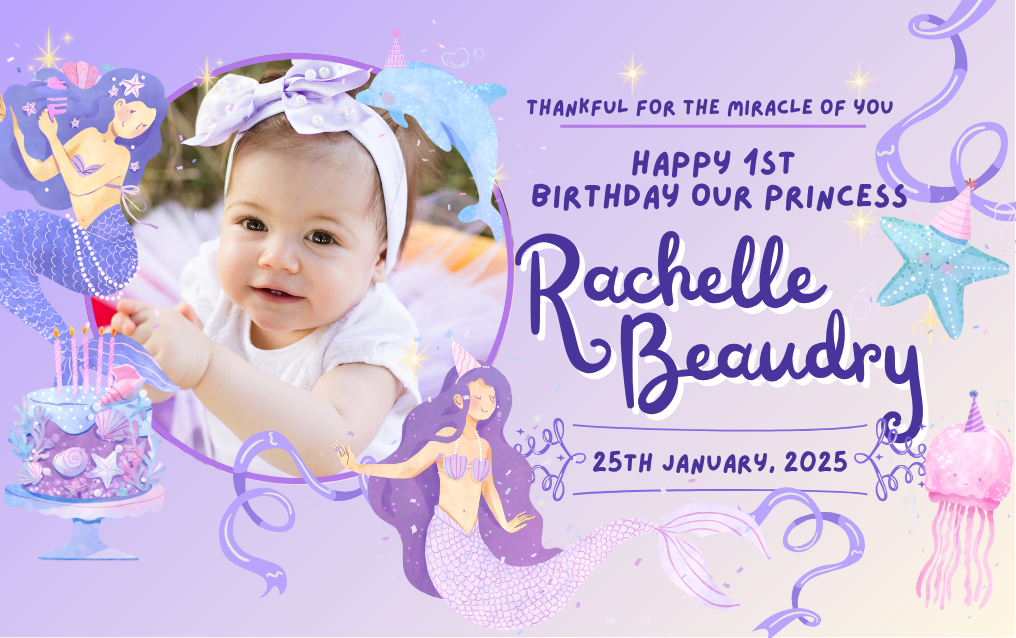 THANKFUL FOR THE MIRACLE OF YOU
HAPPY 1ST
BIRTHDAY OUR PRINCESS
Rachelle
Beaudry
25TH JANUARY, 2025